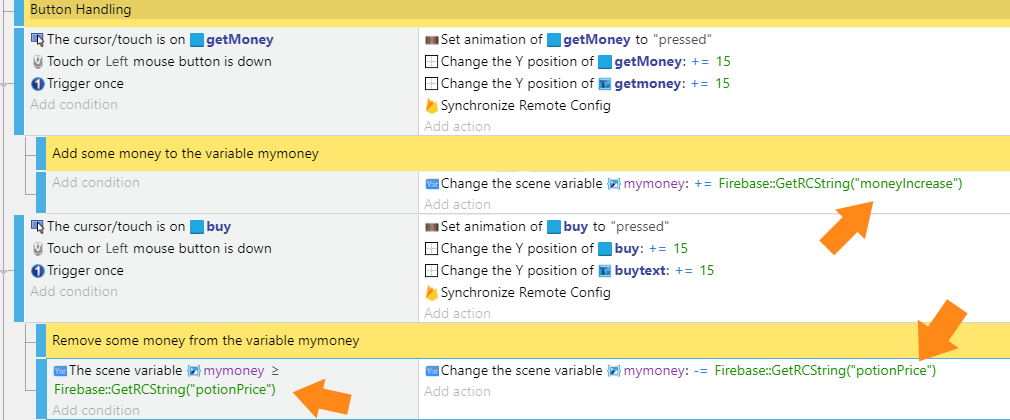 Button Handling
The cursor/touch is on getMoney
Touch or Left mouse button is down
Trigger once
Add condition
Set animation of getMoney to "pressed"
Change the Y position of getMoney: += 15
Change the Y position of getmoney: += 15
Synchronize Remote Config
Add action
Add some money to the variable mymoney
Add condition
Var Change the scene variable mymoney: += Firebase::GetRCString("moneyIncrease")
Add action
The cursor/touch is on buy
Touch or Left mouse button is down
Trigger once
Add condition
Set animation of buy to "pressed"
Change the Y position of buy: += 15
Change the Y position of buytext: += 15
Synchronize Remote Config
Add action
Remove some money from the variable mymoney
Var The scene variable mymoney ≥
Firebase::GetRCString("potionPrice")
Add condition
Var Change the scene variable mymoney: -= Firebase::GetRCString("potionPrice")
Add action